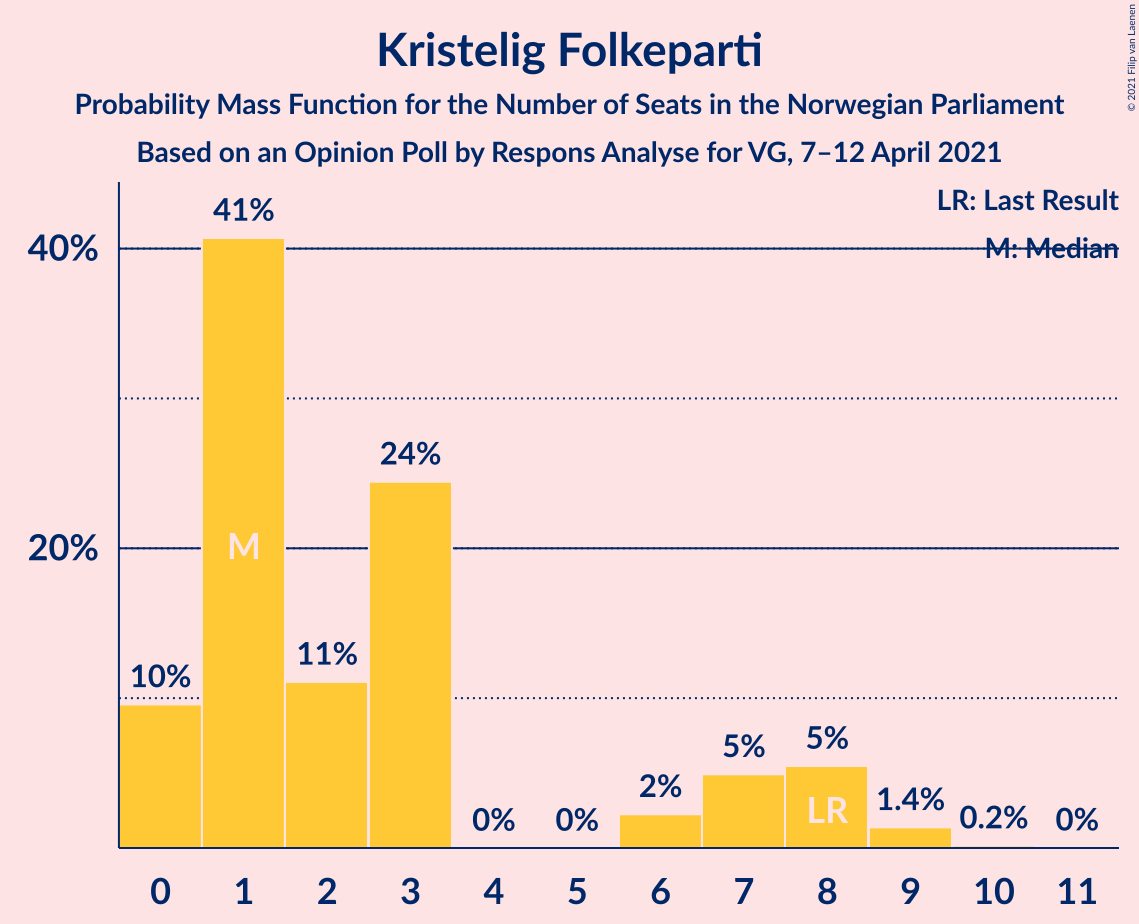 Kristelig Folkeparti
Probability Mass Function for the Number of Seats in the Norwegian Parliament
Based on an Opinion Poll by Respons Analyse for VG, 7–12 April 2021
© 2021 Filip van Laenen
LR: Last Result
M: Median
40%
20%
10%
41%
11%
24%
0%
0%
2%
5%
5%
1.4%
0.2%
0%
M
LR
0 1 2 3 4 5 6 7 8 9 10 11